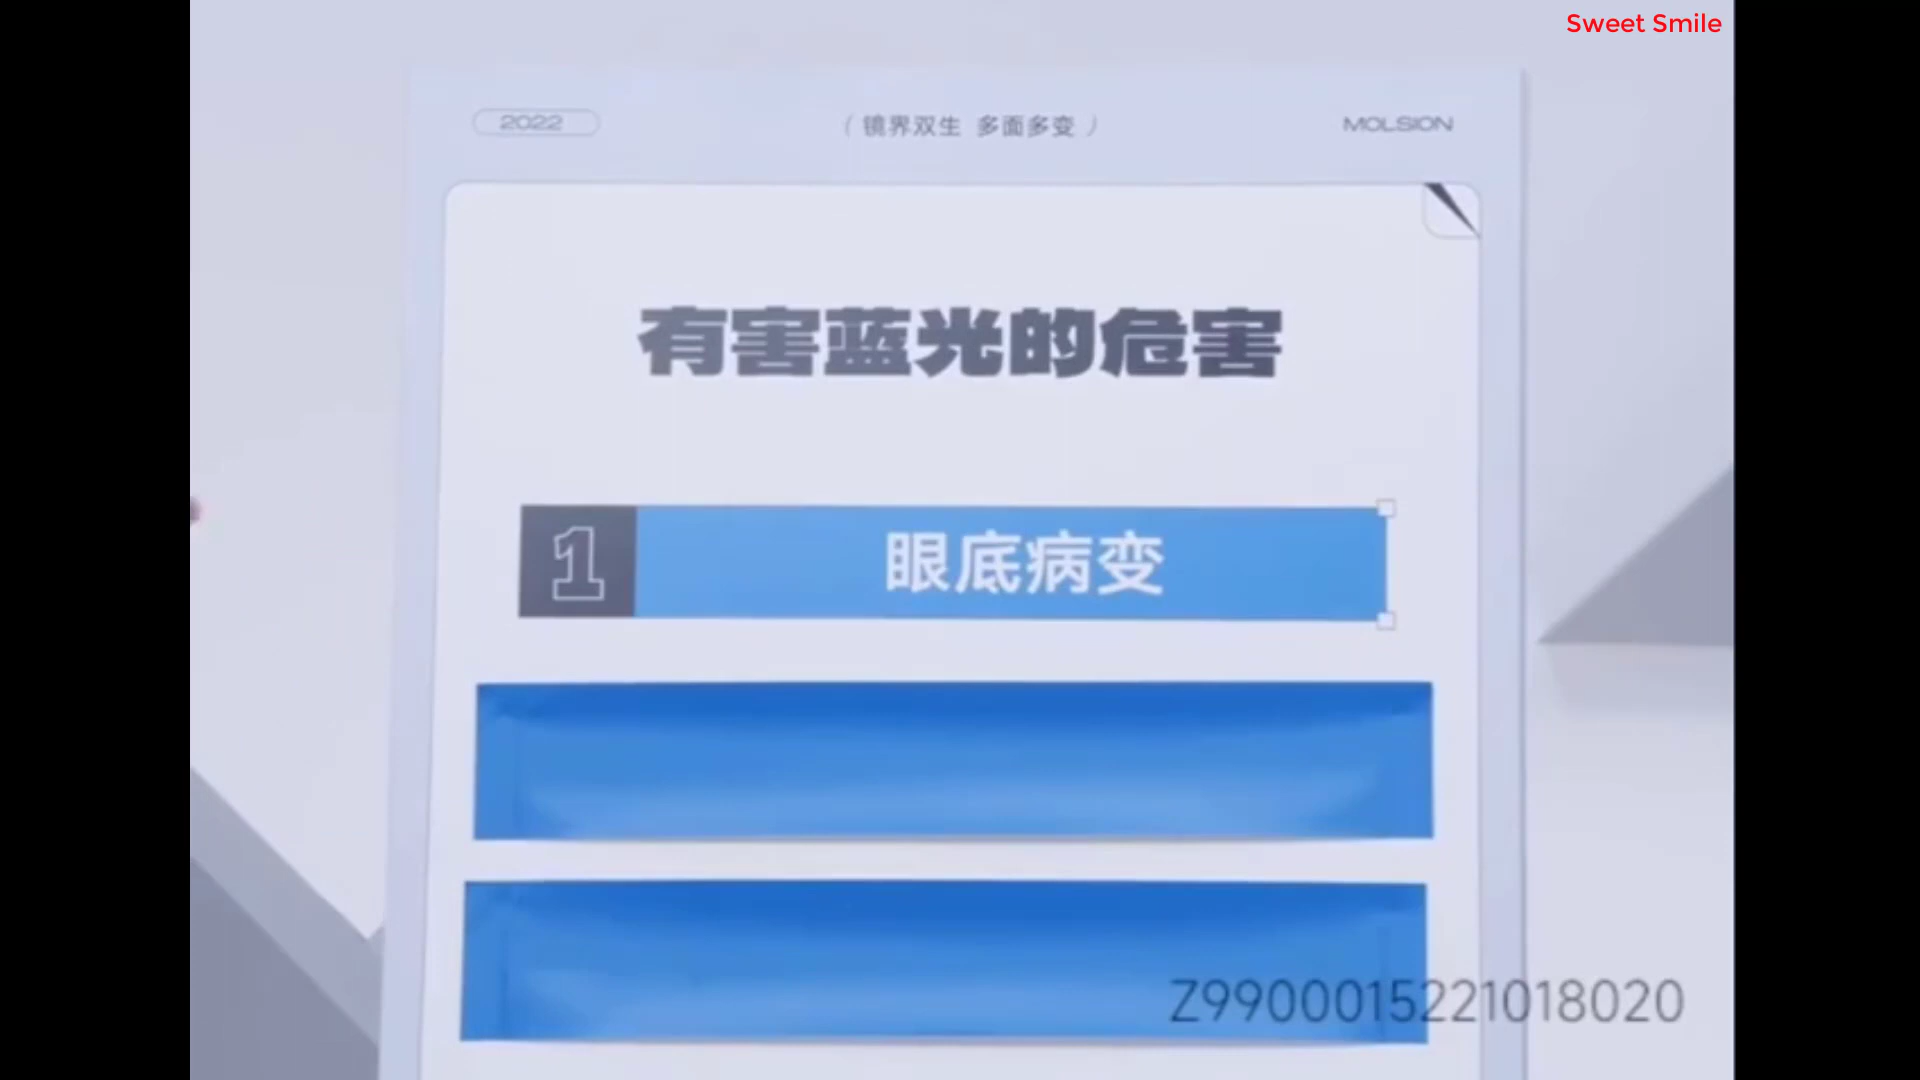 Sweet Smile
2022
(镜界双生 多面多变)
MOLSION
有害蓝光的危害
1
眼底病变
Z9900015221018020